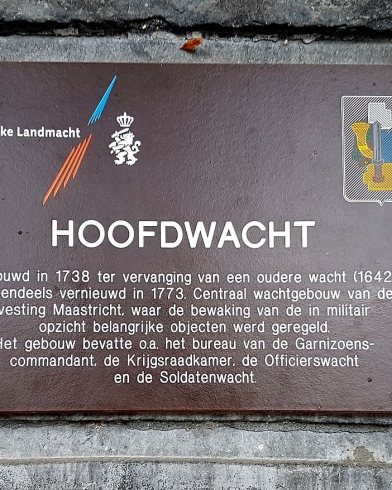 ke Landmacht
HOOFDWACHT
ouwd in 1738 ter vervanging van een oudere wacht (1642
endeels vernieuwd in 1773. Centraal wachtgebouw van de
vesting Maastricht, waar de bewaking van de in militair
opzicht belangrijke objecten werd geregeld.
Het gebouw bevatte o.a. het bureau van de Garnizoens-
commandant, de Krijgsraadkamer, de Officierswacht
en de Soldatenwacht.